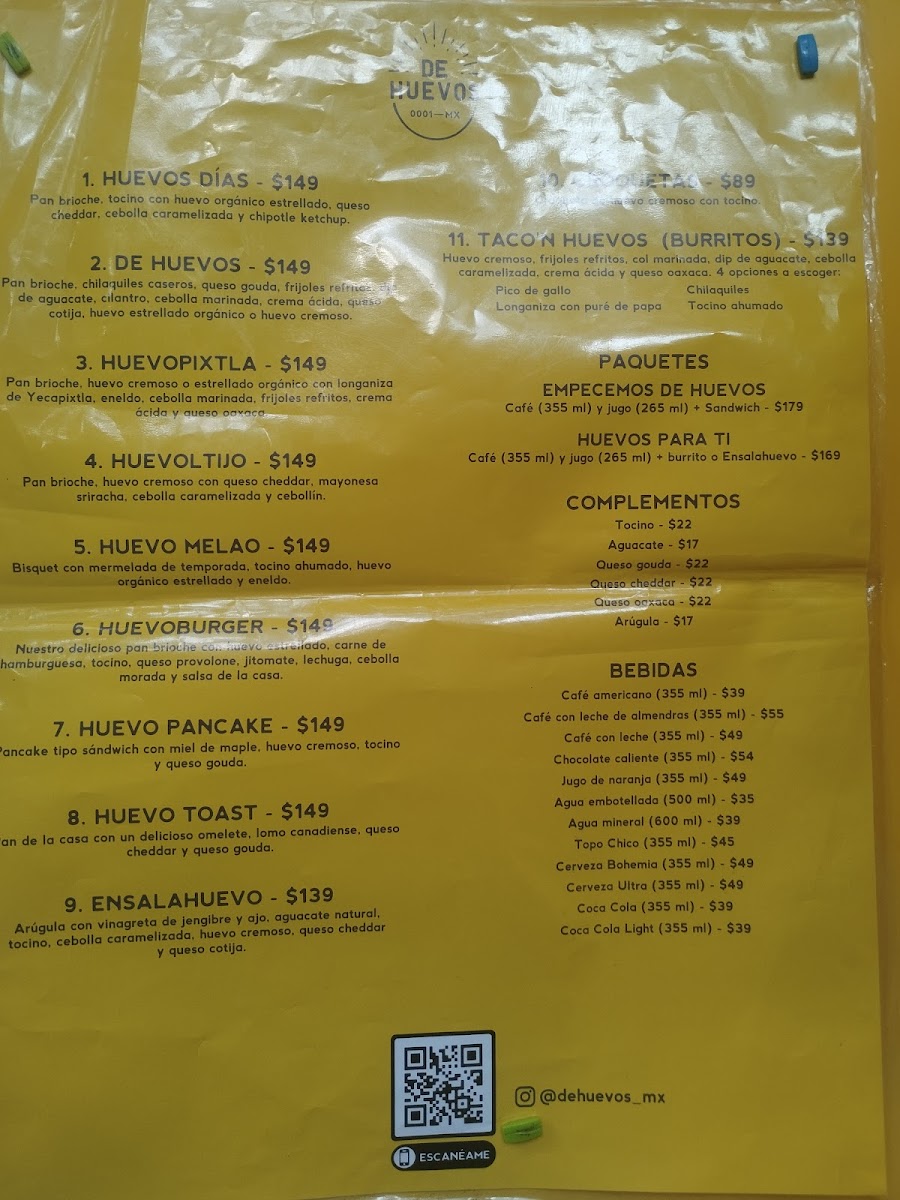 DE
HUEVOS
0001—MX
1. HUEVOS DÍAS - $149
Pan brioche, tocino con huevo orgánico estrellado, queso
cheddar, cebolla caramelizada y chipotle ketchup.
2. DE HUEVOS - $149
Pan brioche, chilaquiles caseros, queso gouda, frijoles refritos, dip
de aguacate, cilantro, cebolla marinada, crema ácida, queso
cotija, huevo estrellado orgánico o huevo cremoso.
3. HUEVOPIXTLA - $149
Pan brioche, huevo cremoso o estrellado orgánico con longaniza
de Yecapixtla, eneldo, cebolla marinada, frijoles refritos, crema
ácida y queso oaxaca.
4. HUEVOLTIJO - $149
Pan brioche, huevo cremoso con queso cheddar, mayonesa
sriracha, cebolla caramelizada y cebollín.
5. HUEVO MELAO - $149
Bisquet con mermelada de temporada, tocino ahumado, huevo
orgánico estrellado y eneldo.
6. HUEVOBURGER - $149
Nuestro delicioso pan brioche con huevo estrellado, carne de
hamburguesa, tocino, queso provolone, jitomate, lechuga, cebolla
morada y salsa de la casa.
7. HUEVO PANCAKE - $149
Pancake tipo sándwich con miel de maple, huevo cremoso, tocino
y queso gouda.
8. HUEVO TOAST - $149
Pan de la casa con un delicioso omelete, lomo canadiense, queso
cheddar y queso gouda.
9. ENSALAHUEVO - $139
Arúgula con vinagreta de jengibre y ajo, aguacate natural,
tocino, cebolla caramelizada, huevo cremoso, queso cheddar
y queso cotija.
10. - $89
cremoso con tocino.
11. TACO'N HUEVOS (BURRITOS) - $139
Huevo cremoso, frijoles refritos, col marinada, dip de aguacate, cebolla
caramelizada, crema ácida y queso oaxaca. 4 opciones a escoger:
Pico de gallo Chilaquiles
Longaniza con puré de papa Tocino ahumado
PAQUETES
EMPECEMOS DE HUEVOS
Café (355 ml) y jugo (265 ml) + Sandwich - $179
HUEVOS PARA TI
Café (355 ml) y jugo (265 ml) + burrito o Ensalahuevo - $169
COMPLEMENTOS
Tocino - $22
Aguacate - $17
Queso gouda - $22
Queso cheddar - $22
Queso oaxaca - $22
Arúgula - $17
BEBIDAS
Café americano (355 ml) - $39
Café con leche de almendras (355 ml) - $55
Café con leche (355 ml) - $49
Chocolate caliente (355 ml) - $54
Jugo de naranja (355 ml) - $49
Agua embotellada (500 ml) - $35
Agua mineral (600 ml) - $39
Topo Chico (355 ml) - $45
Cerveza Bohemia (355 ml) - $49
Cerveza Ultra (355 ml) - $49
Coca Cola (355 ml) - $39
Coca Cola Light (355 ml) - $39
@dehuevos_mx
ESCANÉAME